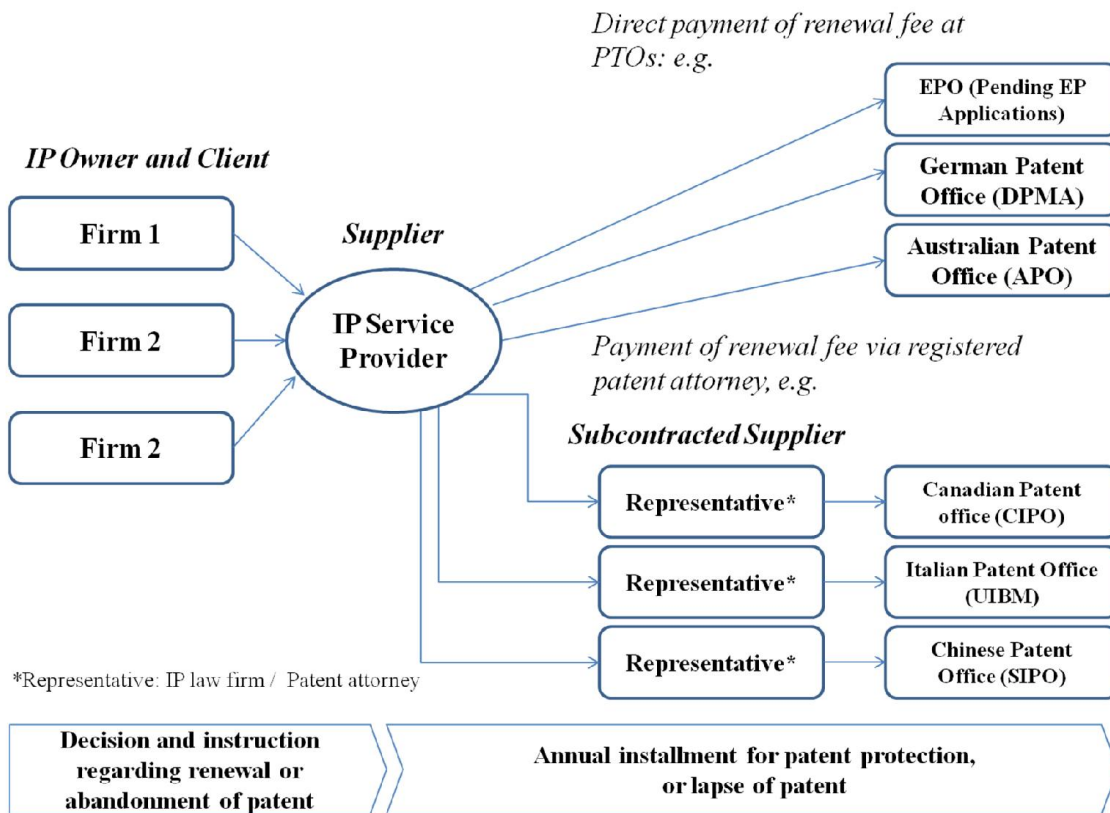 Direct payment of renewal fee at
PTOs: e.g.
EPO (Pending EP
Applications)
IP Owner and Client
German Patent
Office (DPMA)
Firm 1
Supplier
Australian Patent
Office (APO)
IP Service
Provider
Firm 2
Payment of renewal fee via registered
patent attorney, e.g.
Firm 2
Subcontracted Supplier
Representative*
Canadian Patent
office (CIPO)
Representative*
Italian Patent Office
(UIBM)
Representative*
Chinese Patent
Office (SIPO)
*Representative: IP law firm / Patent attorney
Decision and instruction
regarding renewal or
abandonment of patent
Annual installment for patent protection,
or lapse of patent